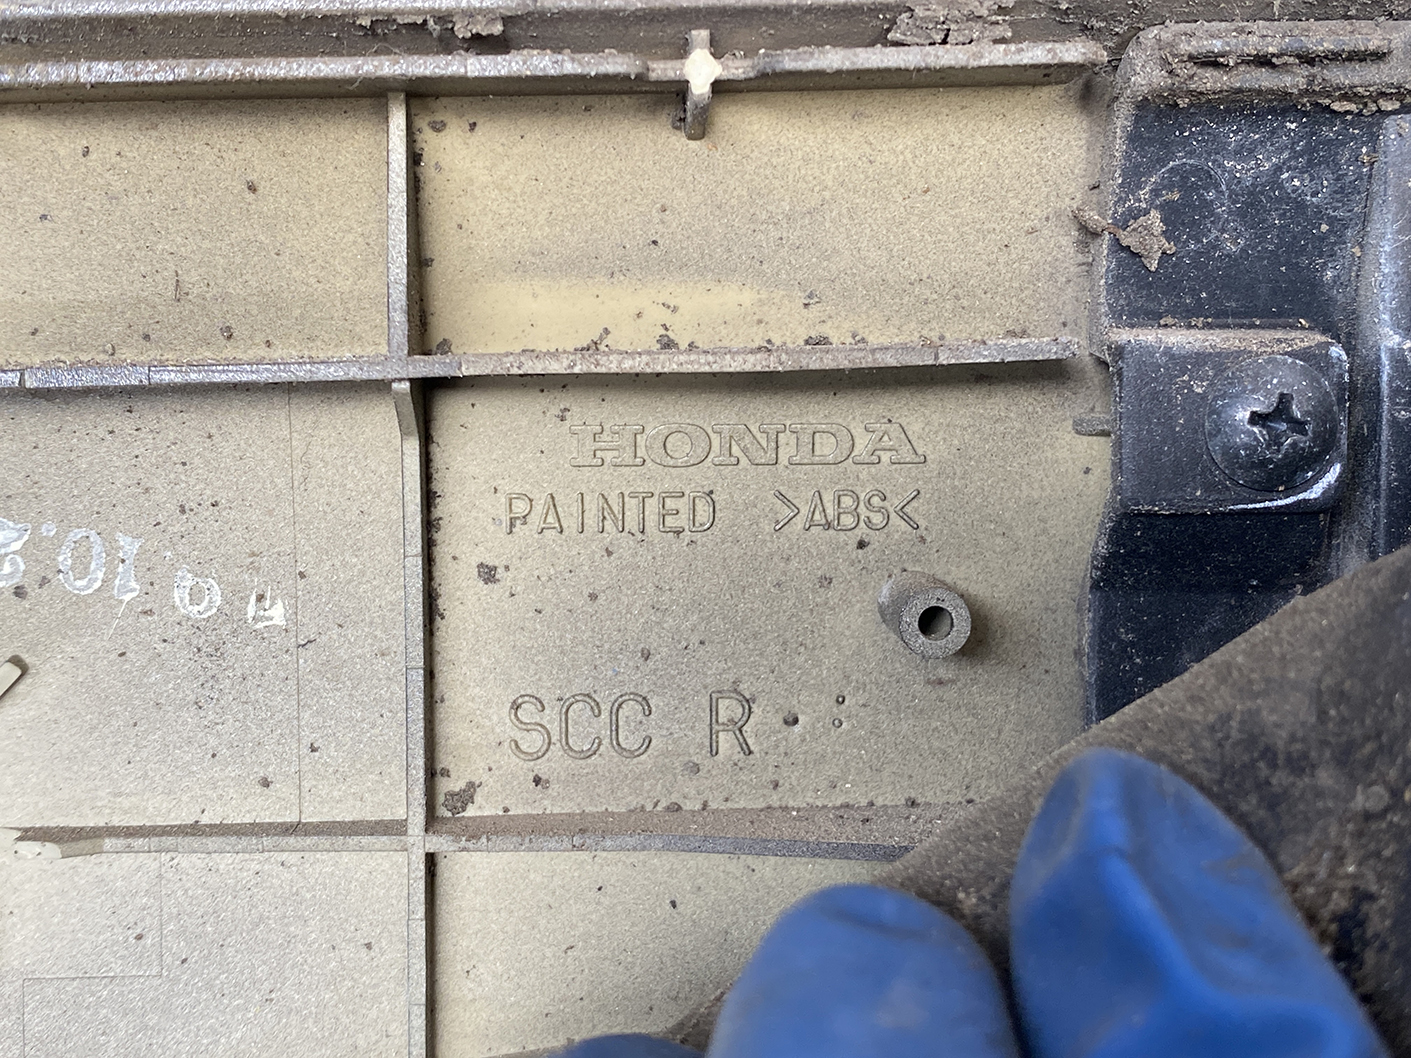 HONDA
PAINTED >ABS<
SCC R